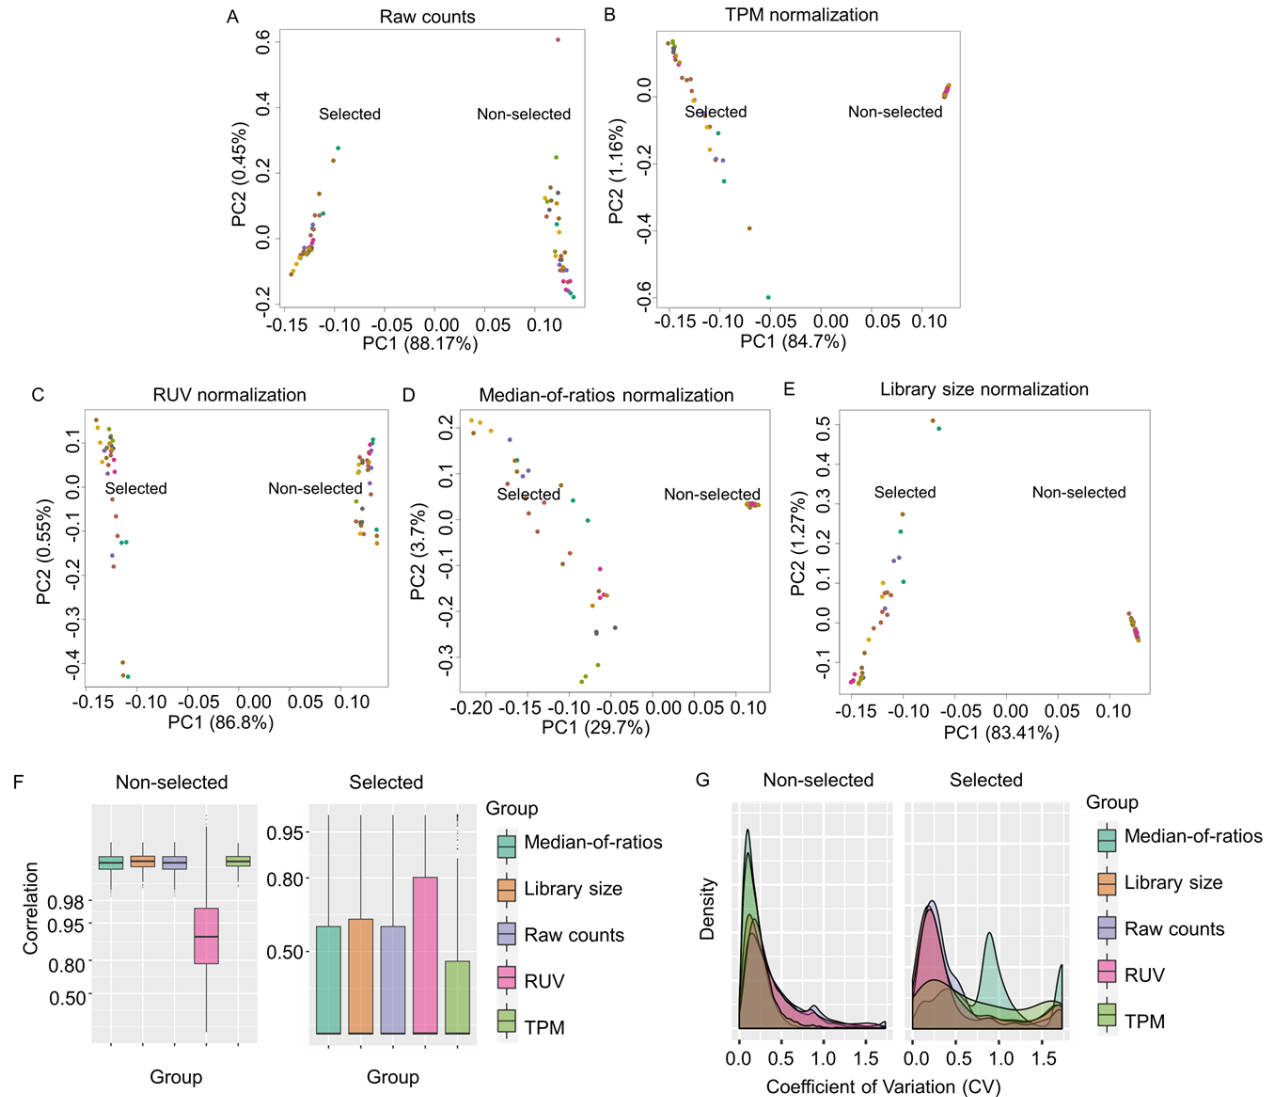 A
Raw counts
0.6
0.4
0.2
0.0
-0.2
PC2 (0.45%)
Selected
Non-selected
-0.15 -0.10 -0.05 0.00 0.05 0.10
PC1 (88.17%)
B
TPM normalization
0.0
-0.2
-0.4
-0.6
PC2 (1.16%)
Selected
Non-selected
-0.15 -0.10 -0.05 0.00 0.05 0.10
PC1 (84.7%)
C
RUV normalization
0.1
0.0
-0.1
-0.2
-0.3
-0.4
PC2 (0.55%)
Selected
Non-selected
-0.15 -0.10 -0.05 0.00 0.05 0.10
PC1 (86.8%)
D
Median-of-ratios normalization
0.2
0.1
0.0
-0.1
-0.2
-0.3
PC2 (3.7%)
Selected
Non-selected
-0.20 -0.15 -0.10 -0.05 0.00 0.05 0.10
PC1 (29.7%)
E
Library size normalization
0.5
0.4
0.3
0.2
0.1
0.0
-0.1
PC2 (1.27%)
Selected
Non-selected
-0.15 -0.10 -0.05 0.00 0.05 0.10
PC1 (83.41%)
F
Non-selected
Selected
Correlation
0.98
0.95
0.80
0.50
Group
0.95
0.80
0.50
Group
Group
Median-of-ratios
Library size
Raw counts
RUV
TPM
G
Non-selected
Selected
Density
0.0 0.5 1.0 1.5
0.0 0.5 1.0 1.5
Coefficient of Variation (CV)
Group
Median-of-ratios
Library size
Raw counts
RUV
TPM